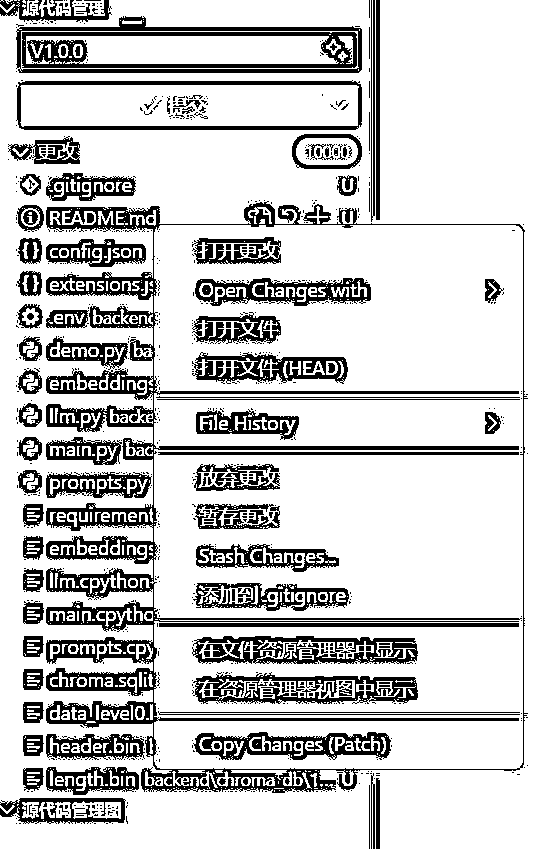 源代码管理
V1.0.0
提交
更改 10000
.gitignore U
README.md U
打开更改
config.json
Open Changes with
extensions.js
打开文件
.env backend
demo.py ba
打开文件 (HEAD)
embeddings
llm.py backe
File History
main.py bac
prompts.py
放弃更改
requirement
暂存更改
embeddings
Stash Changes...
llm.cpython-
添加到 .gitignore
main.cpytho
prompts.cpy
在文件资源管理器中显示
chroma.sqlit
在资源管理器视图中显示
data_level0.l
header.bin
Copy Changes (Patch)
length.bin backend\chroma_db\1... U
源代码管理图